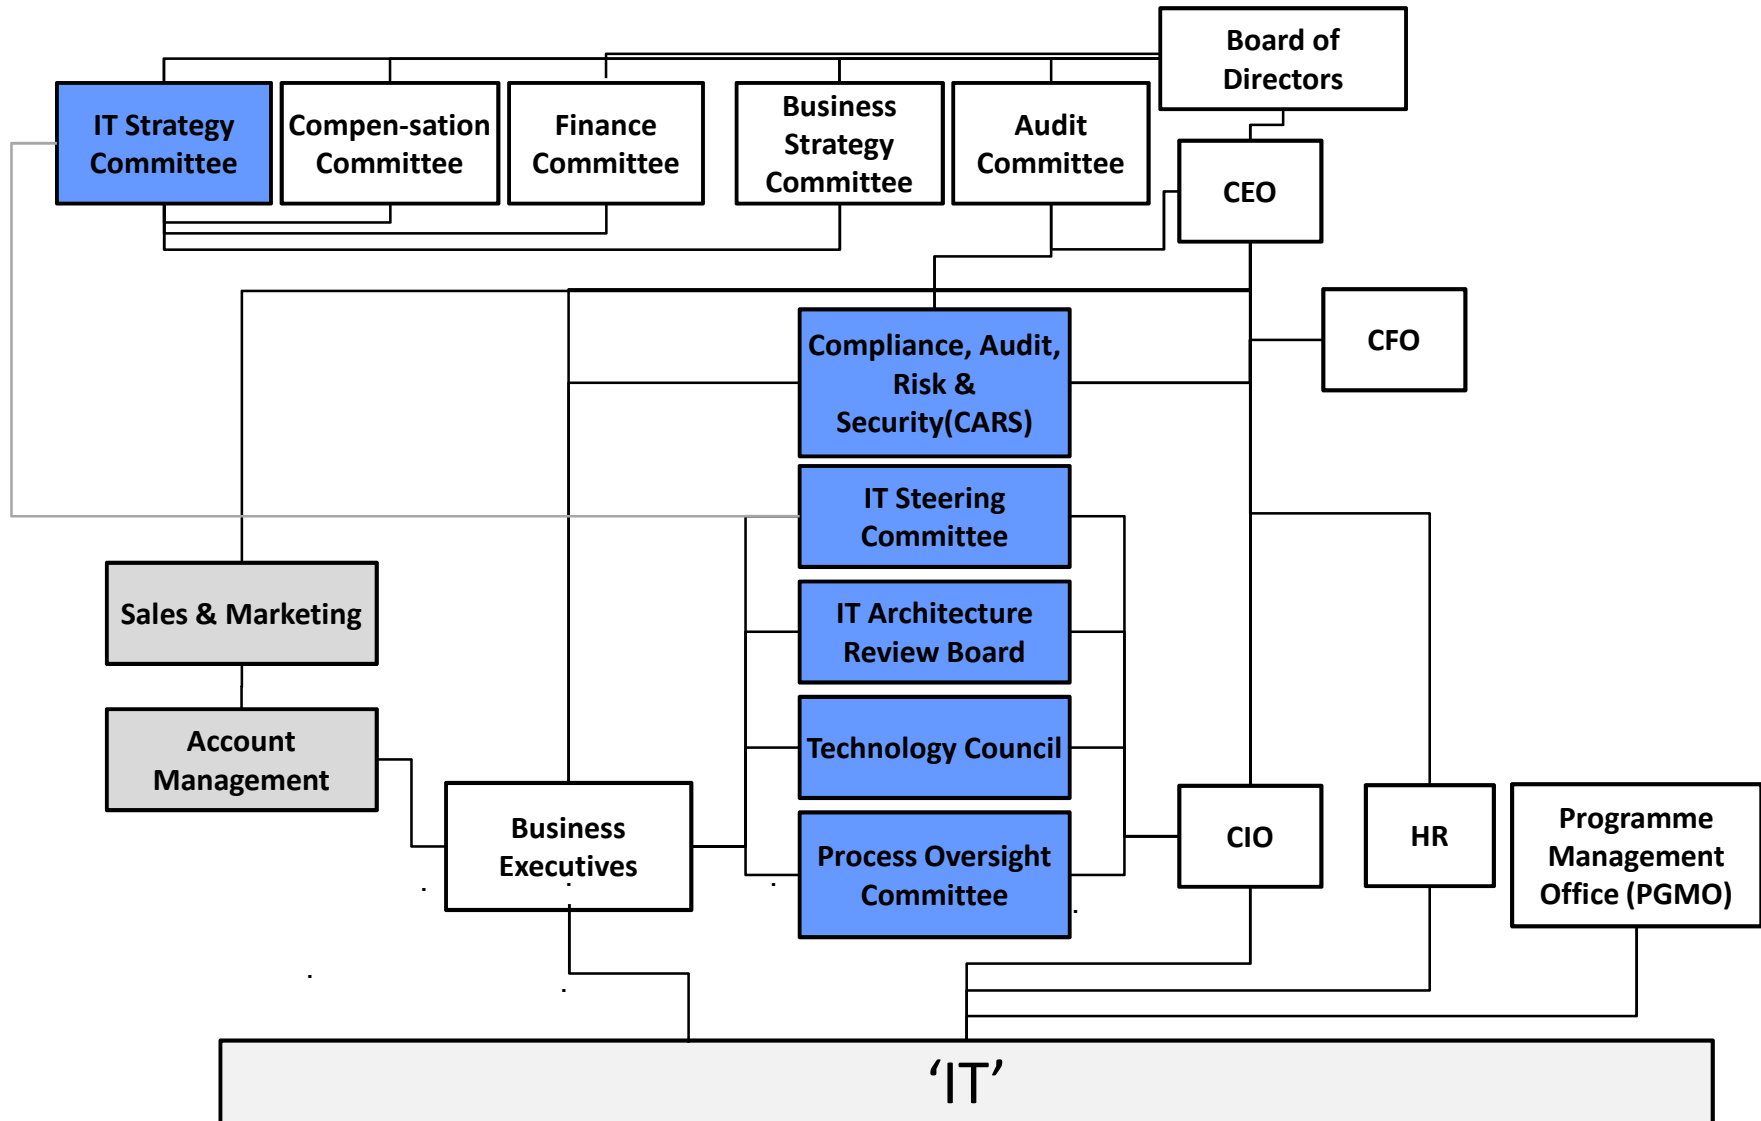 Board of
Directors
IT Strategy
Committee
Compen-sation
Committee
Finance
Committee
Business
Strategy
Committee
Audit
Committee
CEO
CFO
Compliance, Audit,
Risk &
Security(CARS)
IT Steering
Committee
Sales & Marketing
IT Architecture
Review Board
Account
Management
Technology Council
Business
Executives
Process Oversight
Committee
CIO
HR
Programme
Management
Office (PGMO)
‘IT’